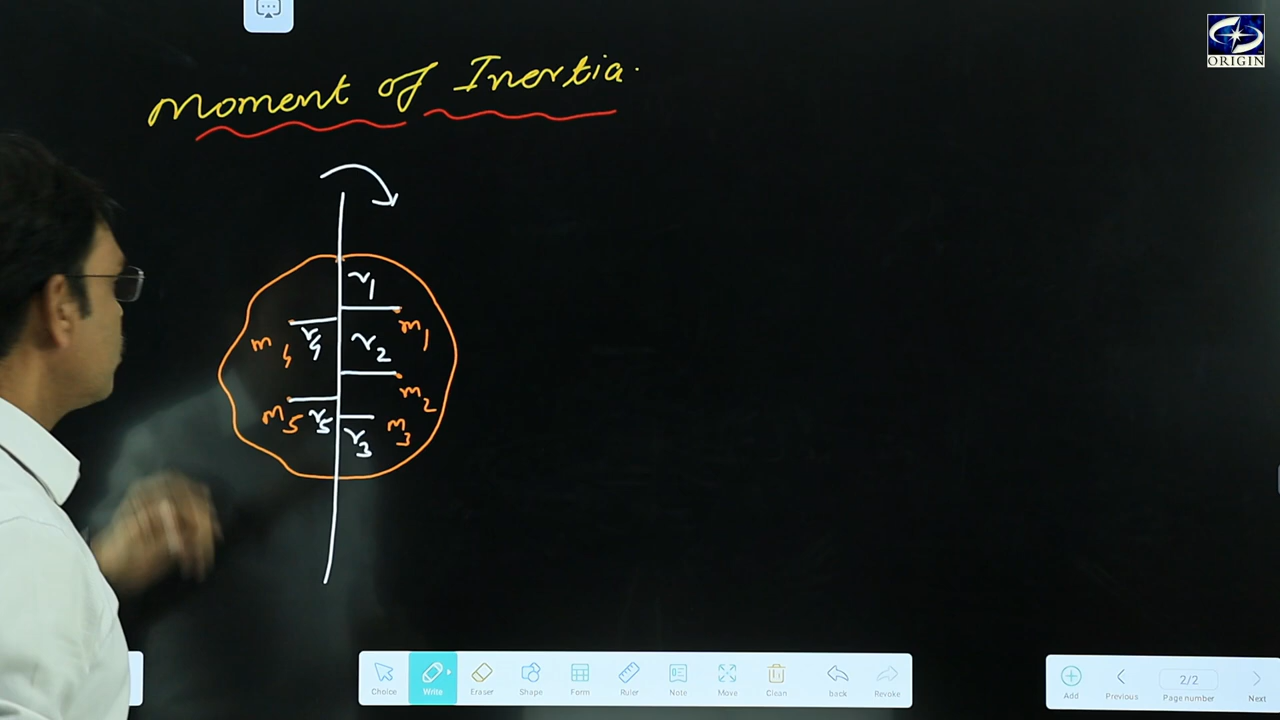 ORIGIN
Moment of Inertia.
r1
m1
m4 r4 r2
m2
m5 r5 m3
r3
Choice Write Eraser Shape Form Ruler Note Move Clean back Revoke
Add Previous 2/2 Page number Next